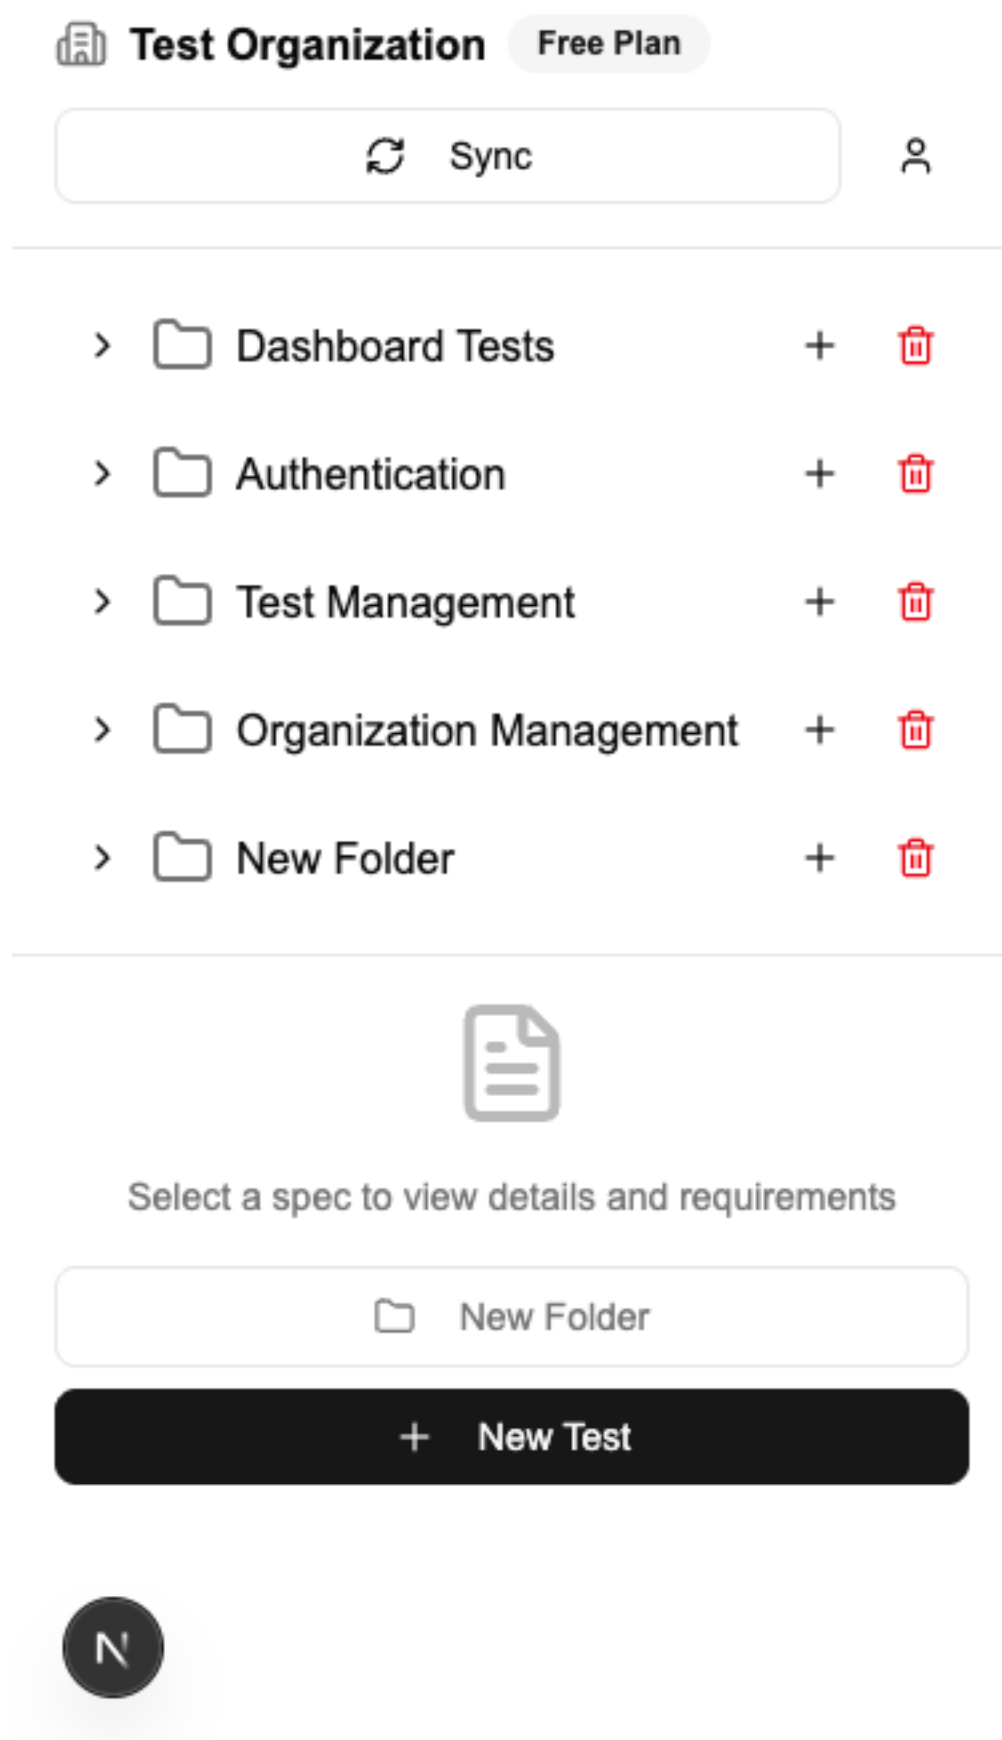 Test Organization Free Plan
Sync
Dashboard Tests
Authentication
Test Management
Organization Management
New Folder
Select a spec to view details and requirements
New Folder
New Test
N